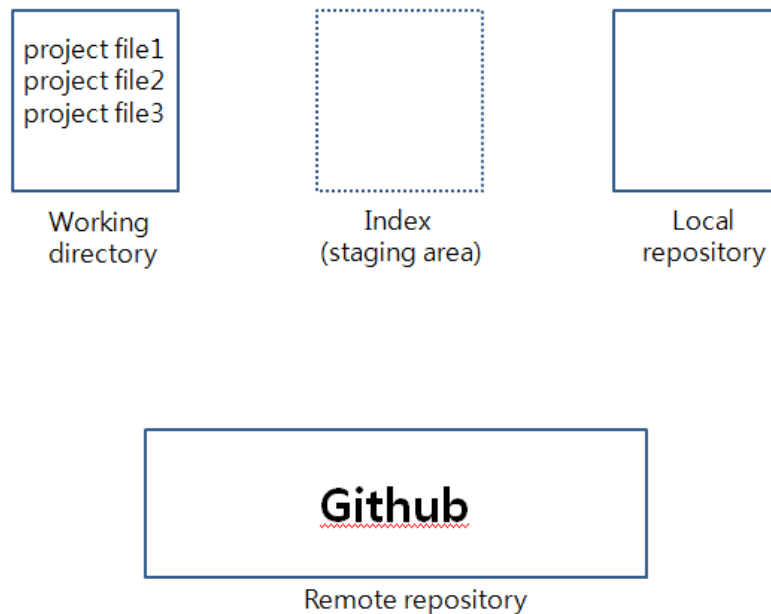 project file1
project file2
project file3
Working
directory
Index
(staging area)
Local
repository
Github
Remote repository